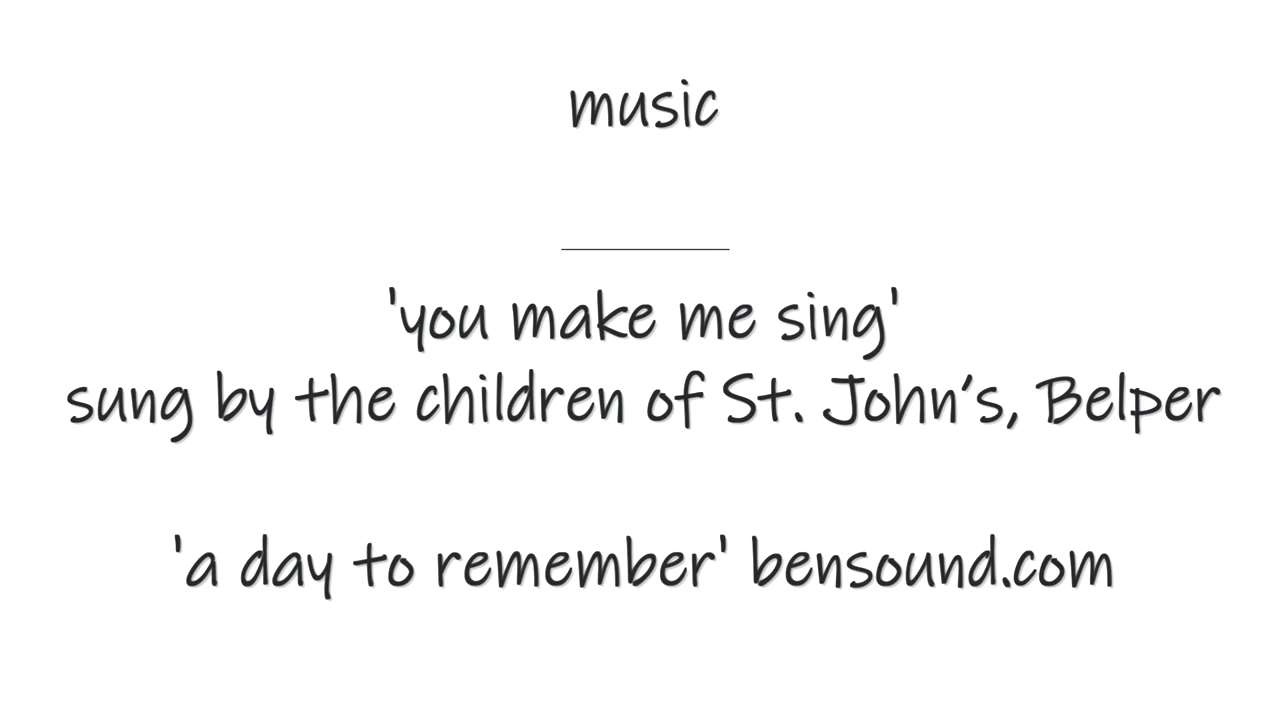 music
'you make me sing'
sung by the children of St. John’s, Belper
'a day to remember' bensound.com